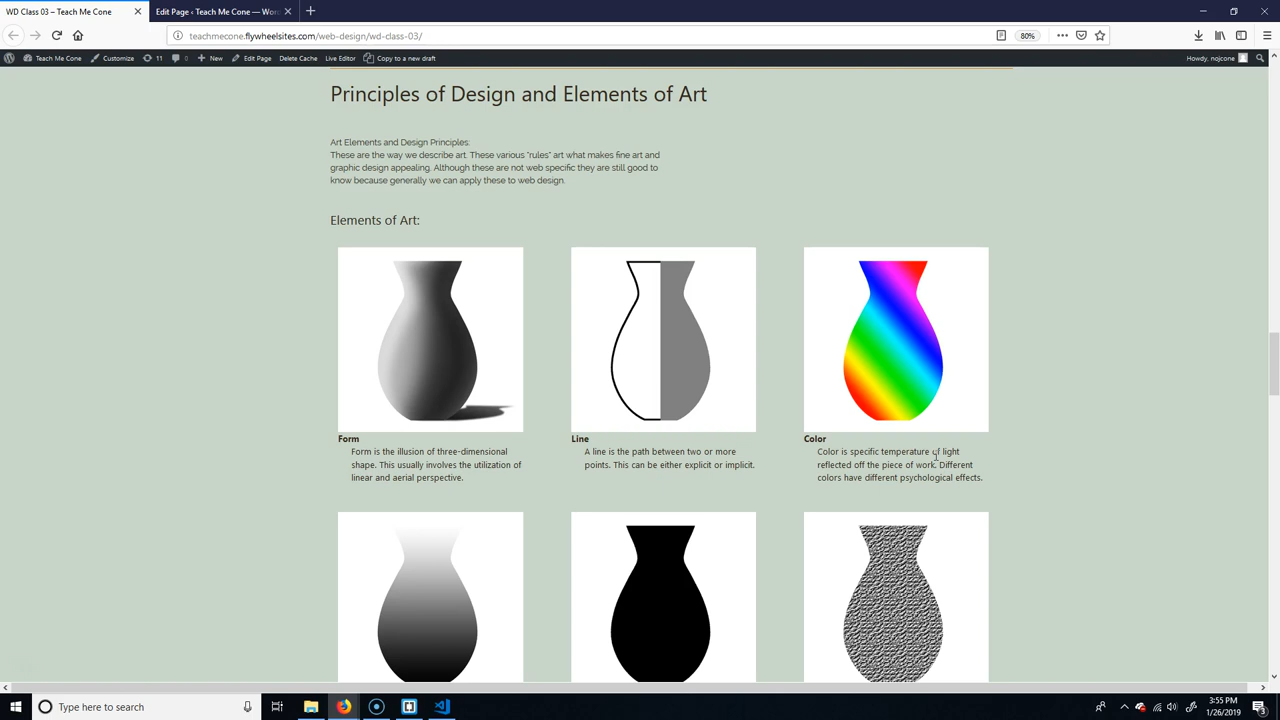 WD Class 03 – Teach Me Cone
Edit Page ‹ Teach Me Cone — Wor
teachmecone.flywheelsites.com/web-design/wd-class-03/
80%
Teach Me Cone
Customize
11
0
New
Edit Page
Delete Cache
Live Editor
Copy to a new draft
Howdy, nojcone
Principles of Design and Elements of Art
Art Elements and Design Principles:
These are the way we describe art. These various "rules" art what makes fine art and
graphic design appealing. Although these are not web specific they are still good to
know because generally we can apply these to web design.
Elements of Art:
Form
Form is the illusion of three-dimensional
shape. This usually involves the utilization of
linear and aerial perspective.
Line
A line is the path between two or more
points. This can be either explicit or implicit.
Color
Color is specific temperature of light
reflected off the piece of work. Different
colors have different psychological effects.
Type here to search
3:55 PM
1/26/2019
3